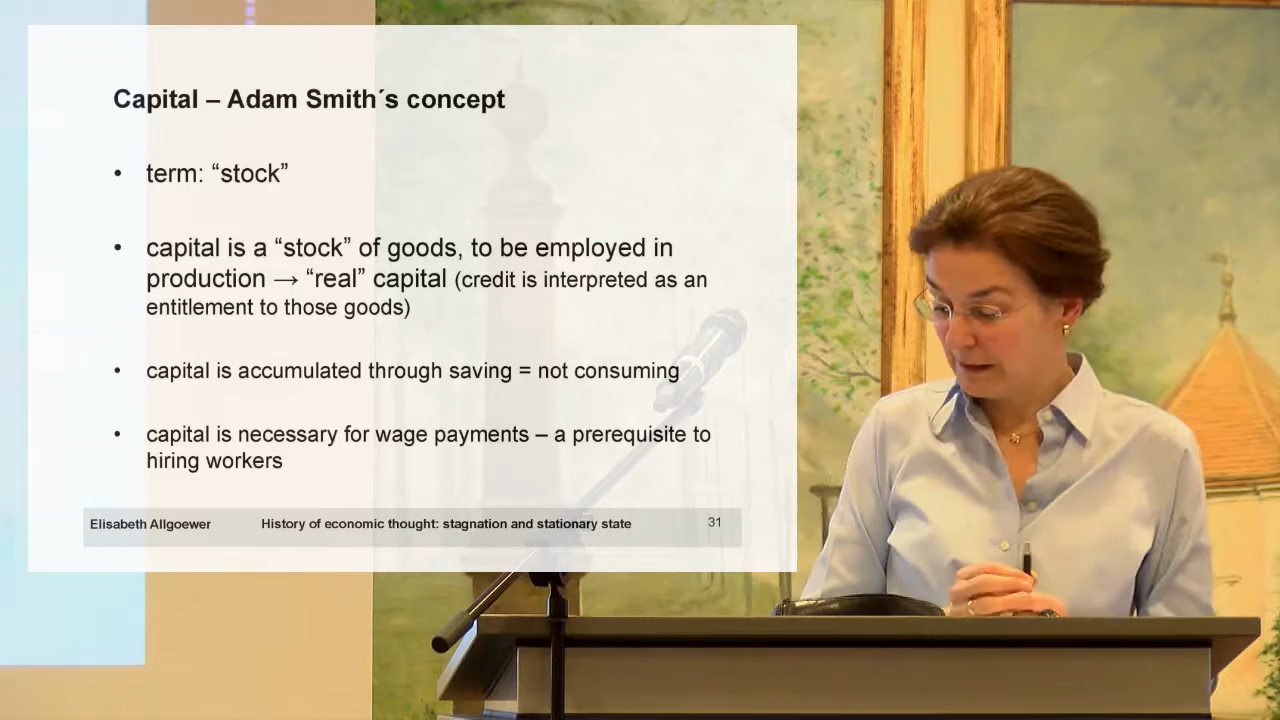 Capital – Adam Smith´s concept
• term: “stock”
• capital is a “stock” of goods, to be employed in
production → “real” capital (credit is interpreted as an
entitlement to those goods)
• capital is accumulated through saving = not consuming
• capital is necessary for wage payments – a prerequisite to
hiring workers
Elisabeth Allgoewer History of economic thought: stagnation and stationary state 31